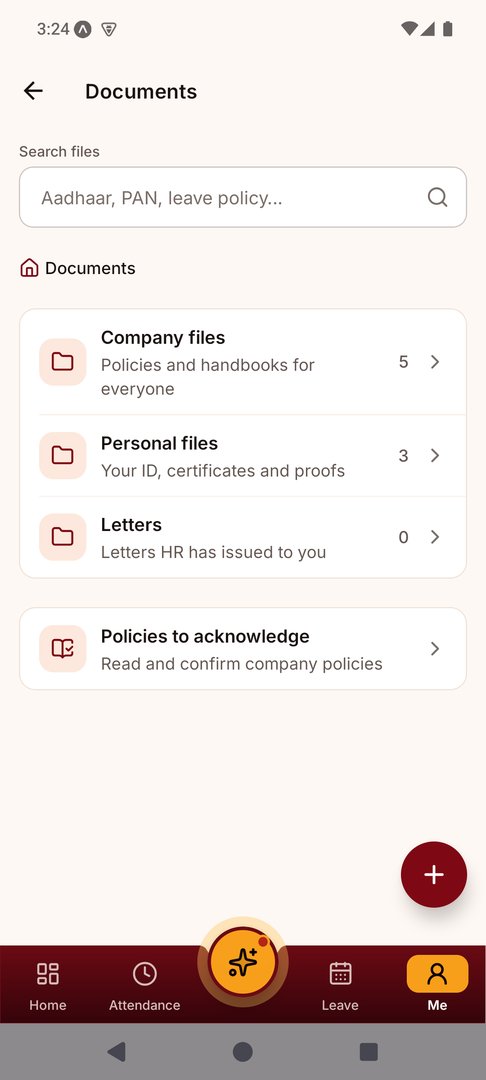 3:24
Documents
Search files
Aadhaar, PAN, leave policy...
Documents
Company files
Policies and handbooks for
everyone
5
Personal files
Your ID, certificates and proofs
3
Letters
Letters HR has issued to you
0
Policies to acknowledge
Read and confirm company policies
Home
Attendance
Leave
Me